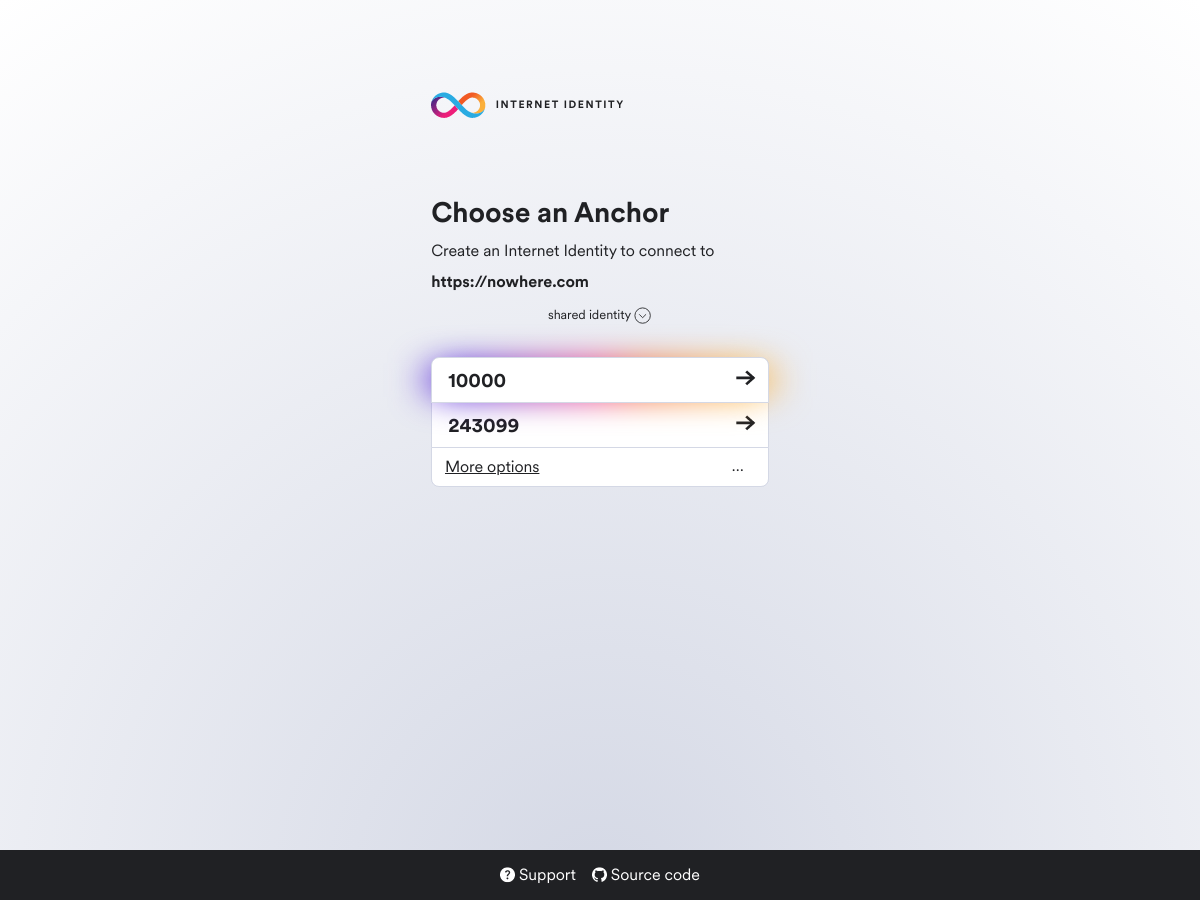 INTERNET IDENTITY
Choose an Anchor
Create an Internet Identity to connect to
https://nowhere.com
shared identity
10000
243099
More options ...
Support Source code